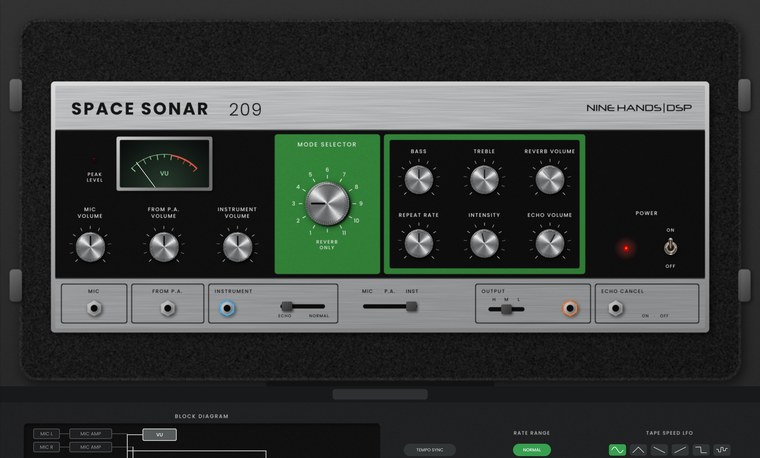 SPACE SONAR 209
NINE HANDS|DSP
PEAK
LEVEL
VU
MIC
VOLUME
FROM P.A.
VOLUME
INSTRUMENT
VOLUME
MODE SELECTOR
1 2 3 4 5 6 7 8 9 10 11
REVERB
ONLY
BASS TREBLE REVERB VOLUME
REPEAT RATE INTENSITY ECHO VOLUME
POWER
ON
OFF
MIC
FROM P.A.
INSTRUMENT
ECHO NORMAL
MIC P.A. INST
OUTPUT
H M L
ECHO CANCEL
ON OFF
BLOCK DIAGRAM
MIC L MIC AMP VU
MIC R MIC AMP
TEMPO SYNC
RATE RANGE
NORMAL
TAPE SPEED LFO